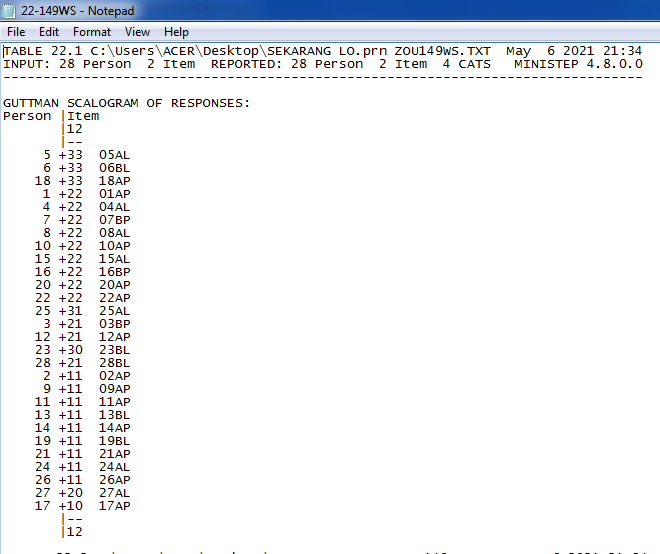 22-149WS - Notepad
File Edit Format View Help
TABLE 22.1 C:\Users\ACER\Desktop\SEKARANG LO.prn ZOU149WS.TXT  May  6 2021 21:34
INPUT: 28 Person  2 Item  REPORTED: 28 Person  2 Item  4 CATS   MINISTEP 4.8.0.0
--------------------------------------------------------------------------------
GUTTMAN SCALOGRAM OF RESPONSES:
Person |Item
       |12
       |--
     5 +33  05AL
     6 +33  06BL
    18 +33  18AP
     1 +22  01AP
     4 +22  04AL
     7 +22  07BP
     8 +22  08AL
    10 +22  10AP
    15 +22  15AL
    16 +22  16BP
    20 +22  20AP
    22 +22  22AP
    25 +31  25AL
     3 +21  03BP
    12 +21  12AP
    23 +30  23BL
    28 +21  28BL
     2 +11  02AP
     9 +11  09AP
    11 +11  11AP
    13 +11  13BL
    14 +11  14AP
    19 +11  19BL
    21 +11  21AP
    24 +11  24AL
    26 +11  26AP
    27 +20  27AL
    17 +10  17AP
       |--
       |12